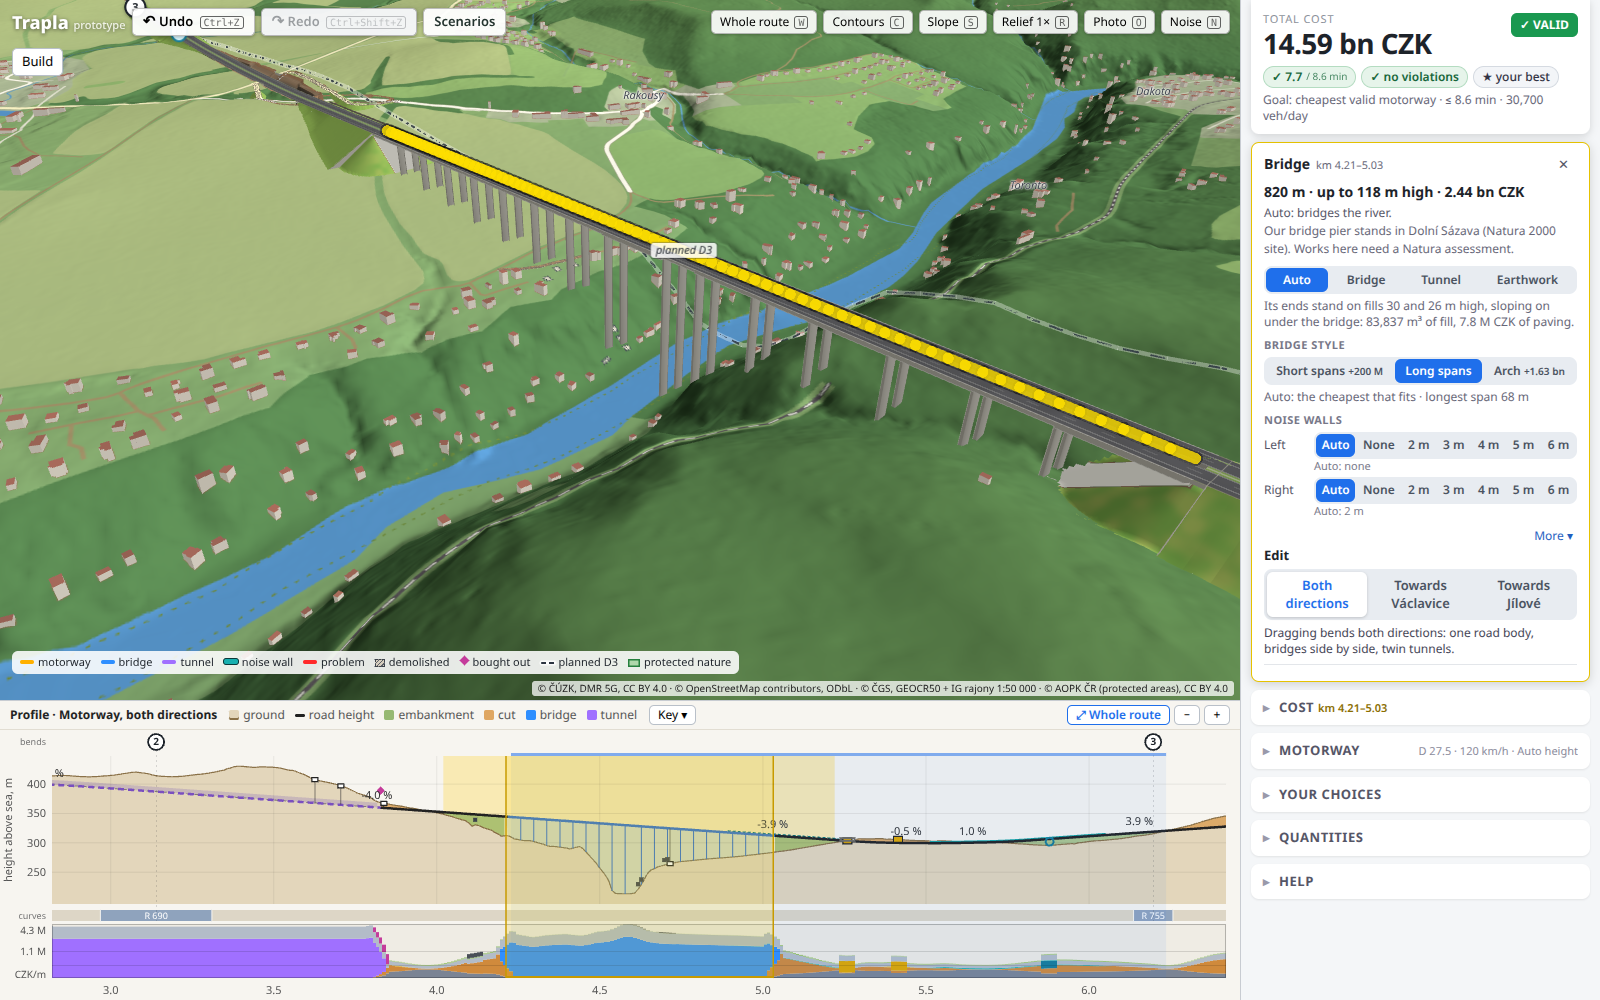 Trapla prototype
3
↶ Undo Ctrl+Z
↷ Redo Ctrl+Shift+Z
Scenarios
Whole route W
Contours C
Slope S
Relief 1× R
Photo O
Noise N
Build
Rakousy
Dakota
Toronto
planned D3
motorway
bridge
tunnel
noise wall
problem
demolished
bought out
planned D3
protected nature
© ČÚZK, DMR 5G, CC BY 4.0 · © OpenStreetMap contributors, ODbL · © ČGS, GEOCR50 + IG rajony 1:50 000 · © AOPK ČR (protected areas), CC BY 4.0
TOTAL COST
14.59 bn CZK
✓ VALID
✓ 7.7 / 8.6 min
✓ no violations
★ your best
Goal: cheapest valid motorway · ≤ 8.6 min · 30,700
veh/day
Bridge km 4.21–5.03
✕
820 m · up to 118 m high · 2.44 bn CZK
Auto: bridges the river.
Our bridge pier stands in Dolní Sázava (Natura 2000
site). Works here need a Natura assessment.
Auto Bridge Tunnel Earthwork
Its ends stand on fills 30 and 26 m high, sloping on
under the bridge: 83,837 m³ of fill, 7.8 M CZK of paving.
BRIDGE STYLE
Short spans +200 M Long spans Arch +1.63 bn
Auto: the cheapest that fits · longest span 68 m
NOISE WALLS
Left Auto None 2 m 3 m 4 m 5 m 6 m
Auto: none
Right Auto None 2 m 3 m 4 m 5 m 6 m
Auto: 2 m
More ▾
Edit
Both directions
Towards Václavice
Towards Jílové
Dragging bends both directions: one road body,
bridges side by side, twin tunnels.
▸ COST km 4.21–5.03
▸ MOTORWAY D 27.5 · 120 km/h · Auto height
▸ YOUR CHOICES
▸ QUANTITIES
▸ HELP
Profile · Motorway, both directions
ground
road height
embankment
cut
bridge
tunnel
Key ▾
⤢ Whole route
−
+
bends
2
3
height above sea, m
400
350
300
250
%
-4.0 %
-3.9 %
-0.5 %
1.0 %
3.9 %
curves
R 690
R 755
4.3 M
1.1 M
CZK/m
3.0 3.5 4.0 4.5 5.0 5.5 6.0